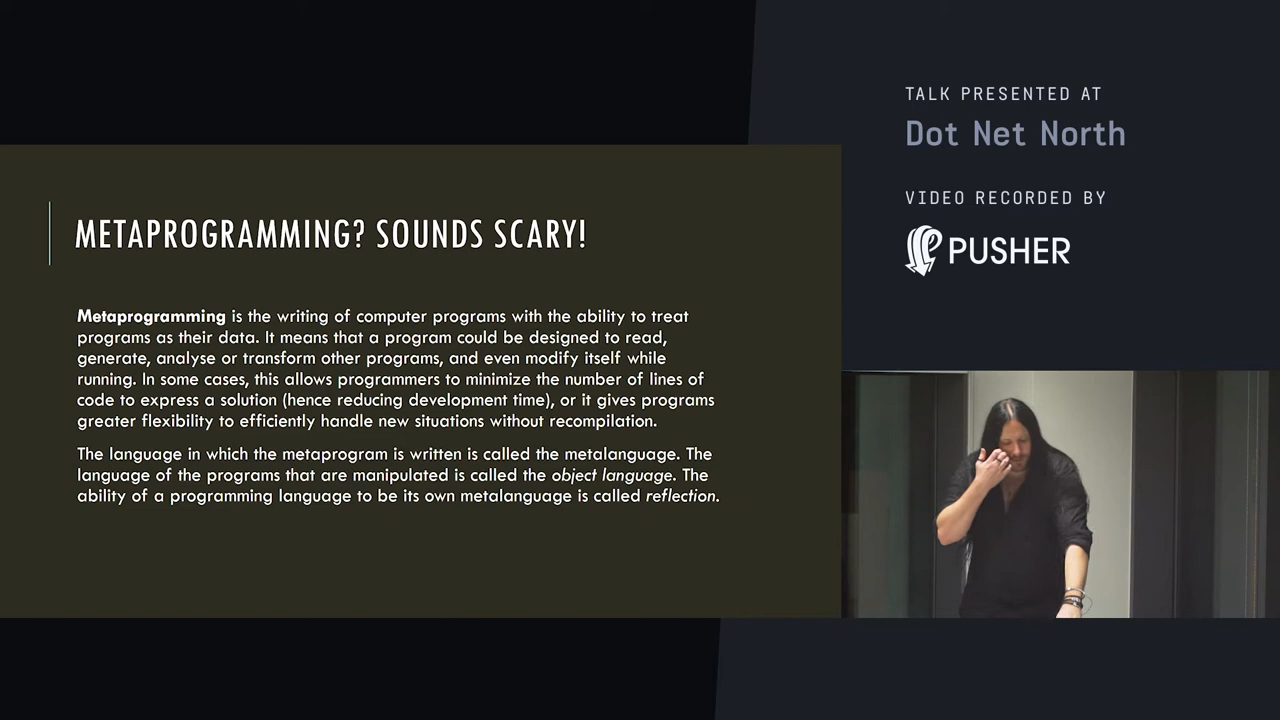 TALK PRESENTED AT
Dot Net North
VIDEO RECORDED BY
PUSHER
METAPROGRAMMING? SOUNDS SCARY!
Metaprogramming is the writing of computer programs with the ability to treat
programs as their data. It means that a program could be designed to read,
generate, analyse or transform other programs, and even modify itself while
running. In some cases, this allows programmers to minimize the number of lines of
code to express a solution (hence reducing development time), or it gives programs
greater flexibility to efficiently handle new situations without recompilation.
The language in which the metaprogram is written is called the metalanguage. The
language of the programs that are manipulated is called the object language. The
ability of a programming language to be its own metalanguage is called reflection.